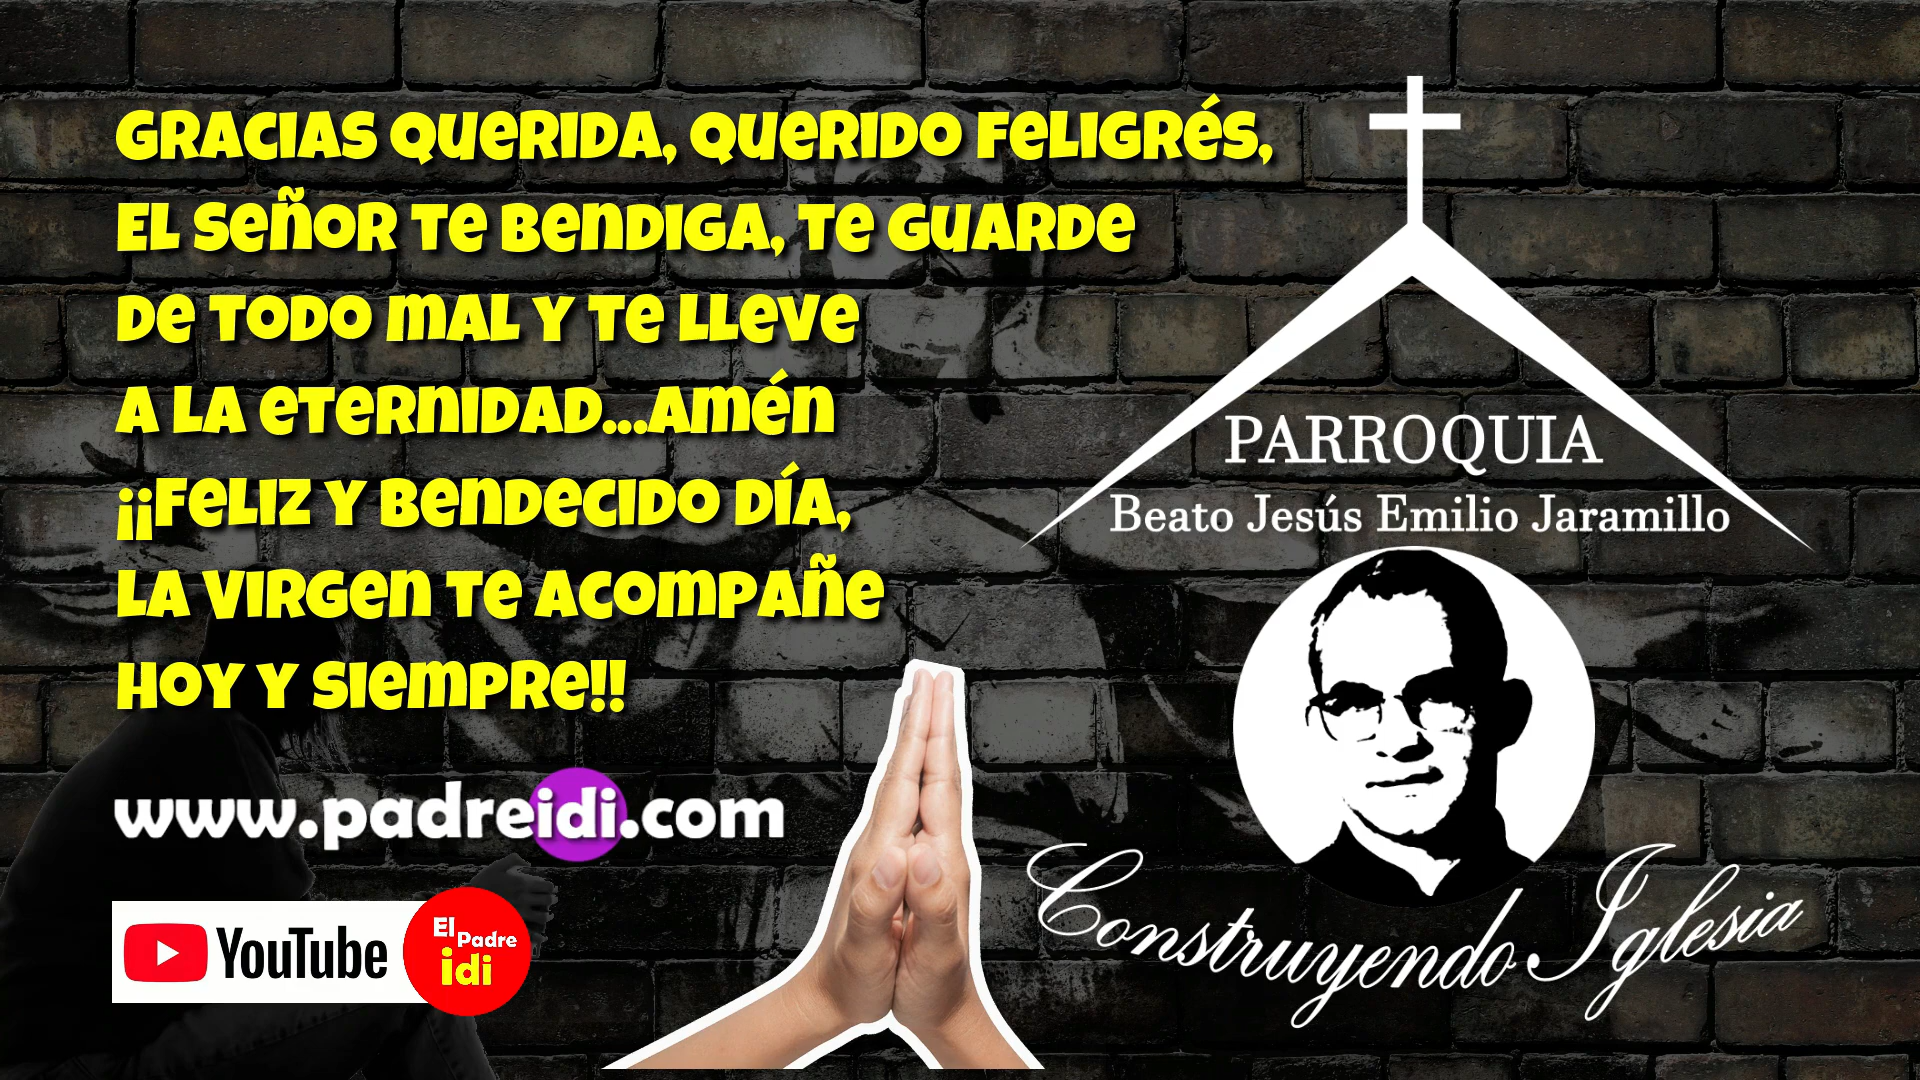 Gracias querida, querido feligrés,
el Señor te bendiga, te guarde
de todo mal y te lleve
a la eternidad...Amén
¡¡Feliz y bendecido día,
la Virgen te acompañe
hoy y siempre!!
www.padreidi.com
YouTube
El Padre
idi
PARROQUIA
Beato Jesús Emilio Jaramillo
Construyendo Iglesia